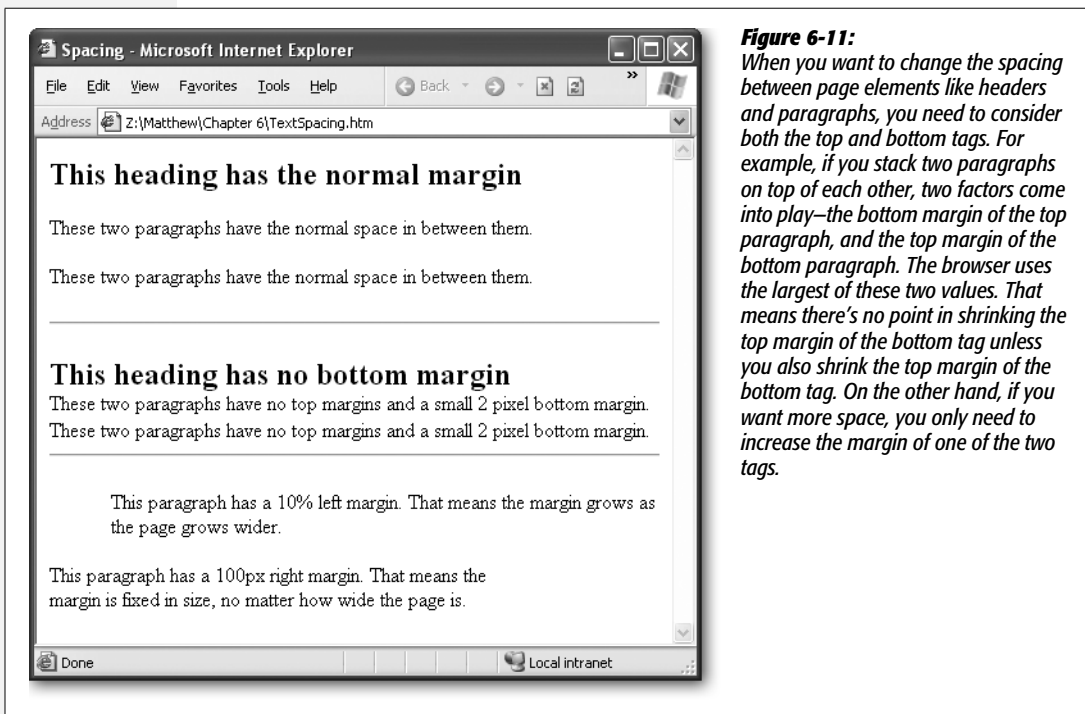 Spacing - Microsoft Internet Explorer
File Edit View Favorites Tools Help Back »
Address Z:\Matthew\Chapter 6\TextSpacing.htm
This heading has the normal margin
These two paragraphs have the normal space in between them.
These two paragraphs have the normal space in between them.
This heading has no bottom margin
These two paragraphs have no top margins and a small 2 pixel bottom margin.
These two paragraphs have no top margins and a small 2 pixel bottom margin.
This paragraph has a 10% left margin. That means the margin grows as
the page grows wider.
This paragraph has a 100px right margin. That means the
margin is fixed in size, no matter how wide the page is.
Done Local intranet
Figure 6-11:
When you want to change the spacing
between page elements like headers
and paragraphs, you need to consider
both the top and bottom tags. For
example, if you stack two paragraphs
on top of each other, two factors come
into play—the bottom margin of the top
paragraph, and the top margin of the
bottom paragraph. The browser uses
the largest of these two values. That
means there's no point in shrinking the
top margin of the bottom tag unless
you also shrink the top margin of the
bottom tag. On the other hand, if you
want more space, you only need to
increase the margin of one of the two
tags.